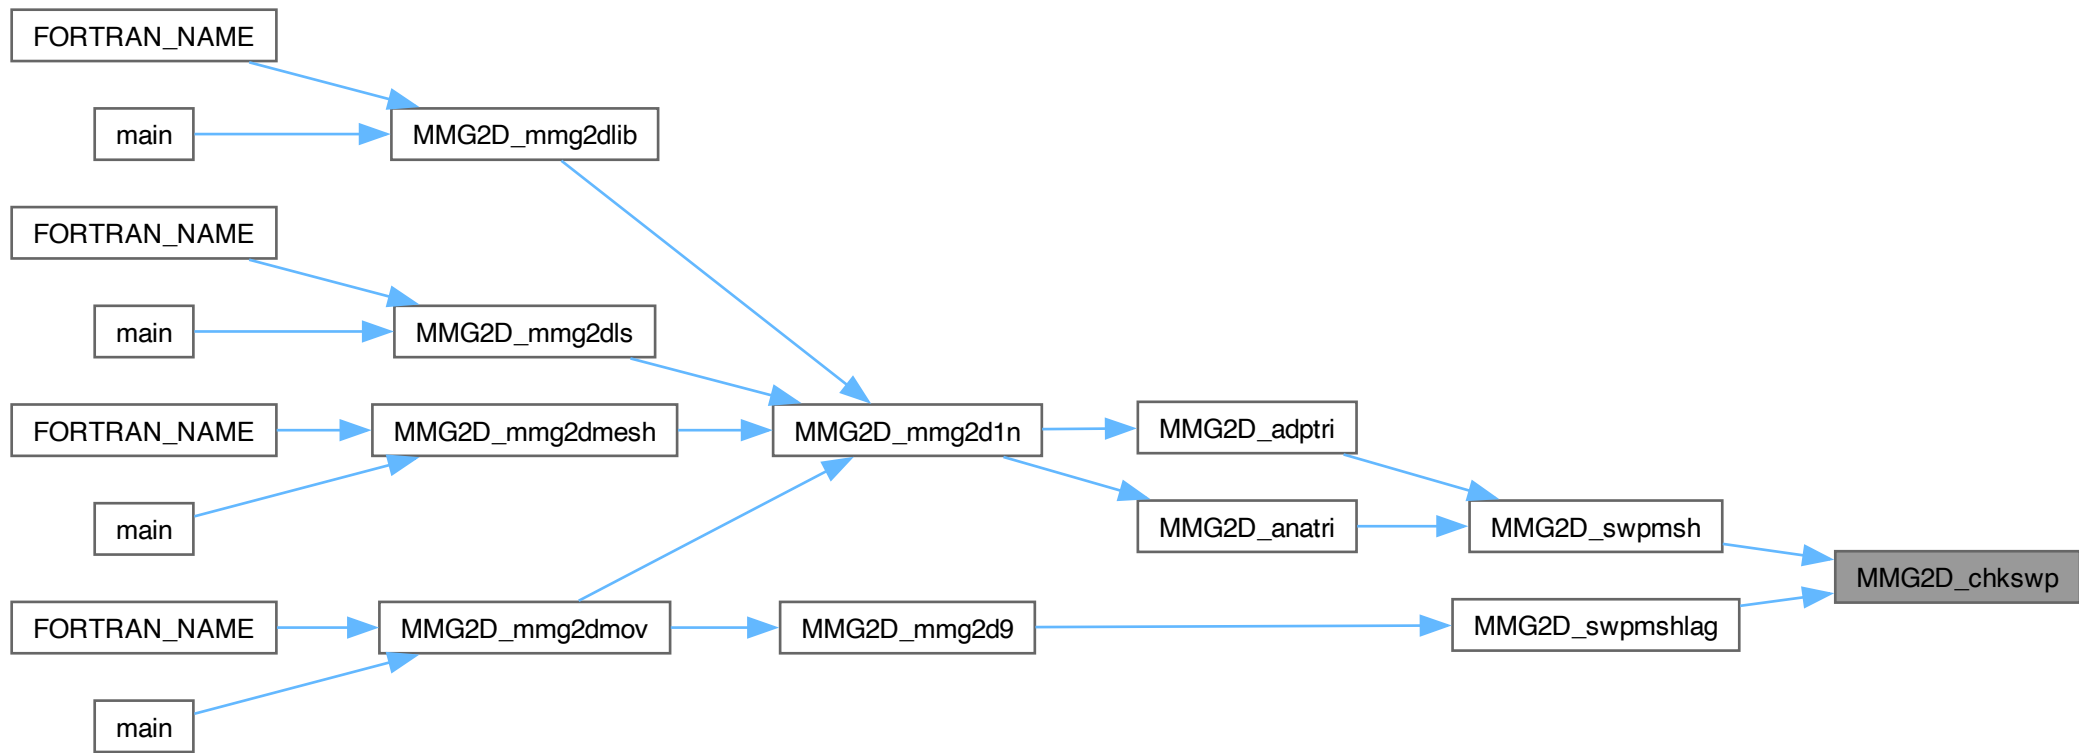 FORTRAN_NAME
main
MMG2D_mmg2dlib
FORTRAN_NAME
main
MMG2D_mmg2dls
FORTRAN_NAME
MMG2D_mmg2dmesh
MMG2D_mmg2d1n
MMG2D_adptri
main
MMG2D_anatri
MMG2D_swpmsh
MMG2D_chkswp
FORTRAN_NAME
MMG2D_mmg2dmov
MMG2D_mmg2d9
MMG2D_swpmshlag
main